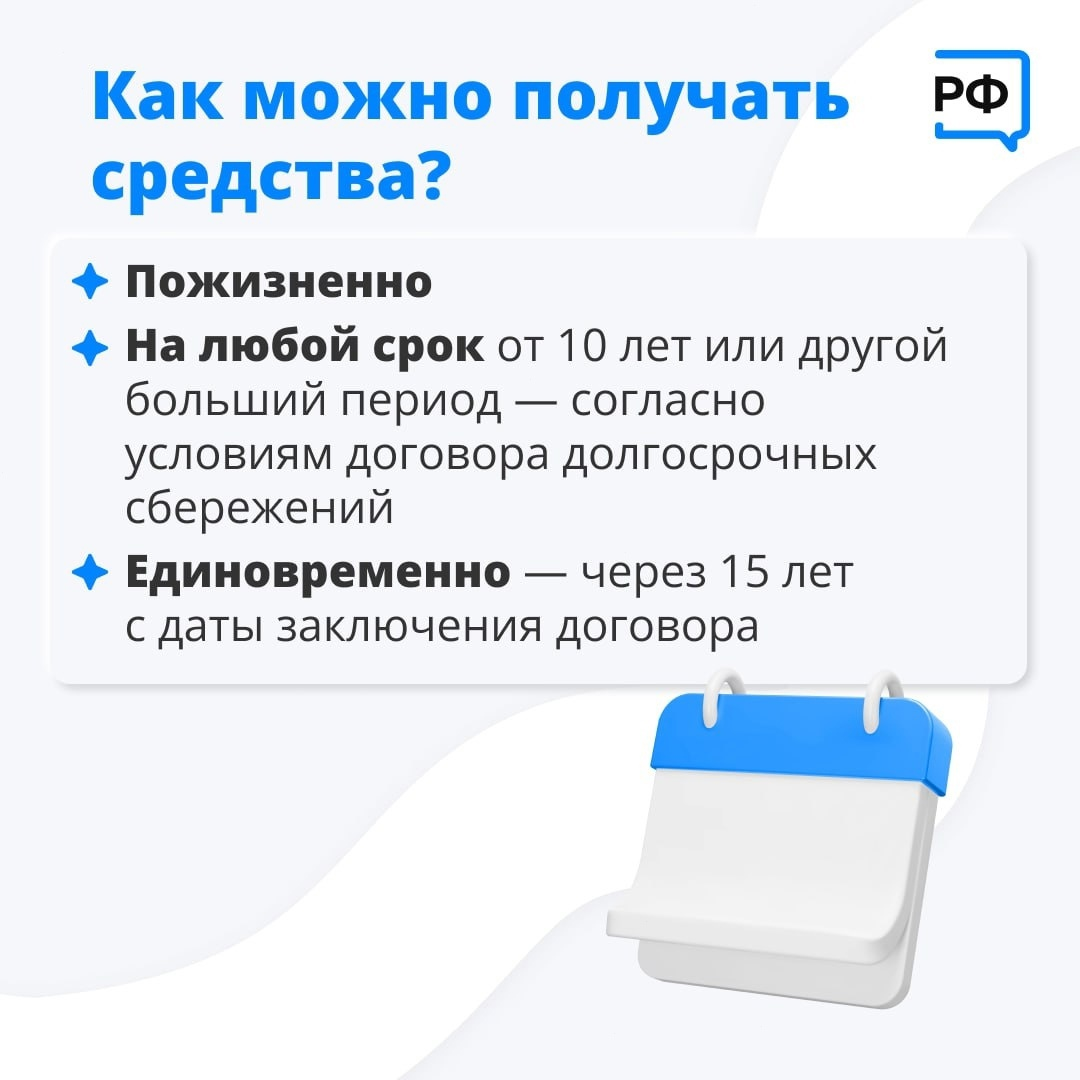 Как можно получать
средства?
РФ
Пожизненно
На любой срок от 10 лет или другой
больший период — согласно
условиям договора долгосрочных
сбережений
Единовременно — через 15 лет
с даты заключения договора